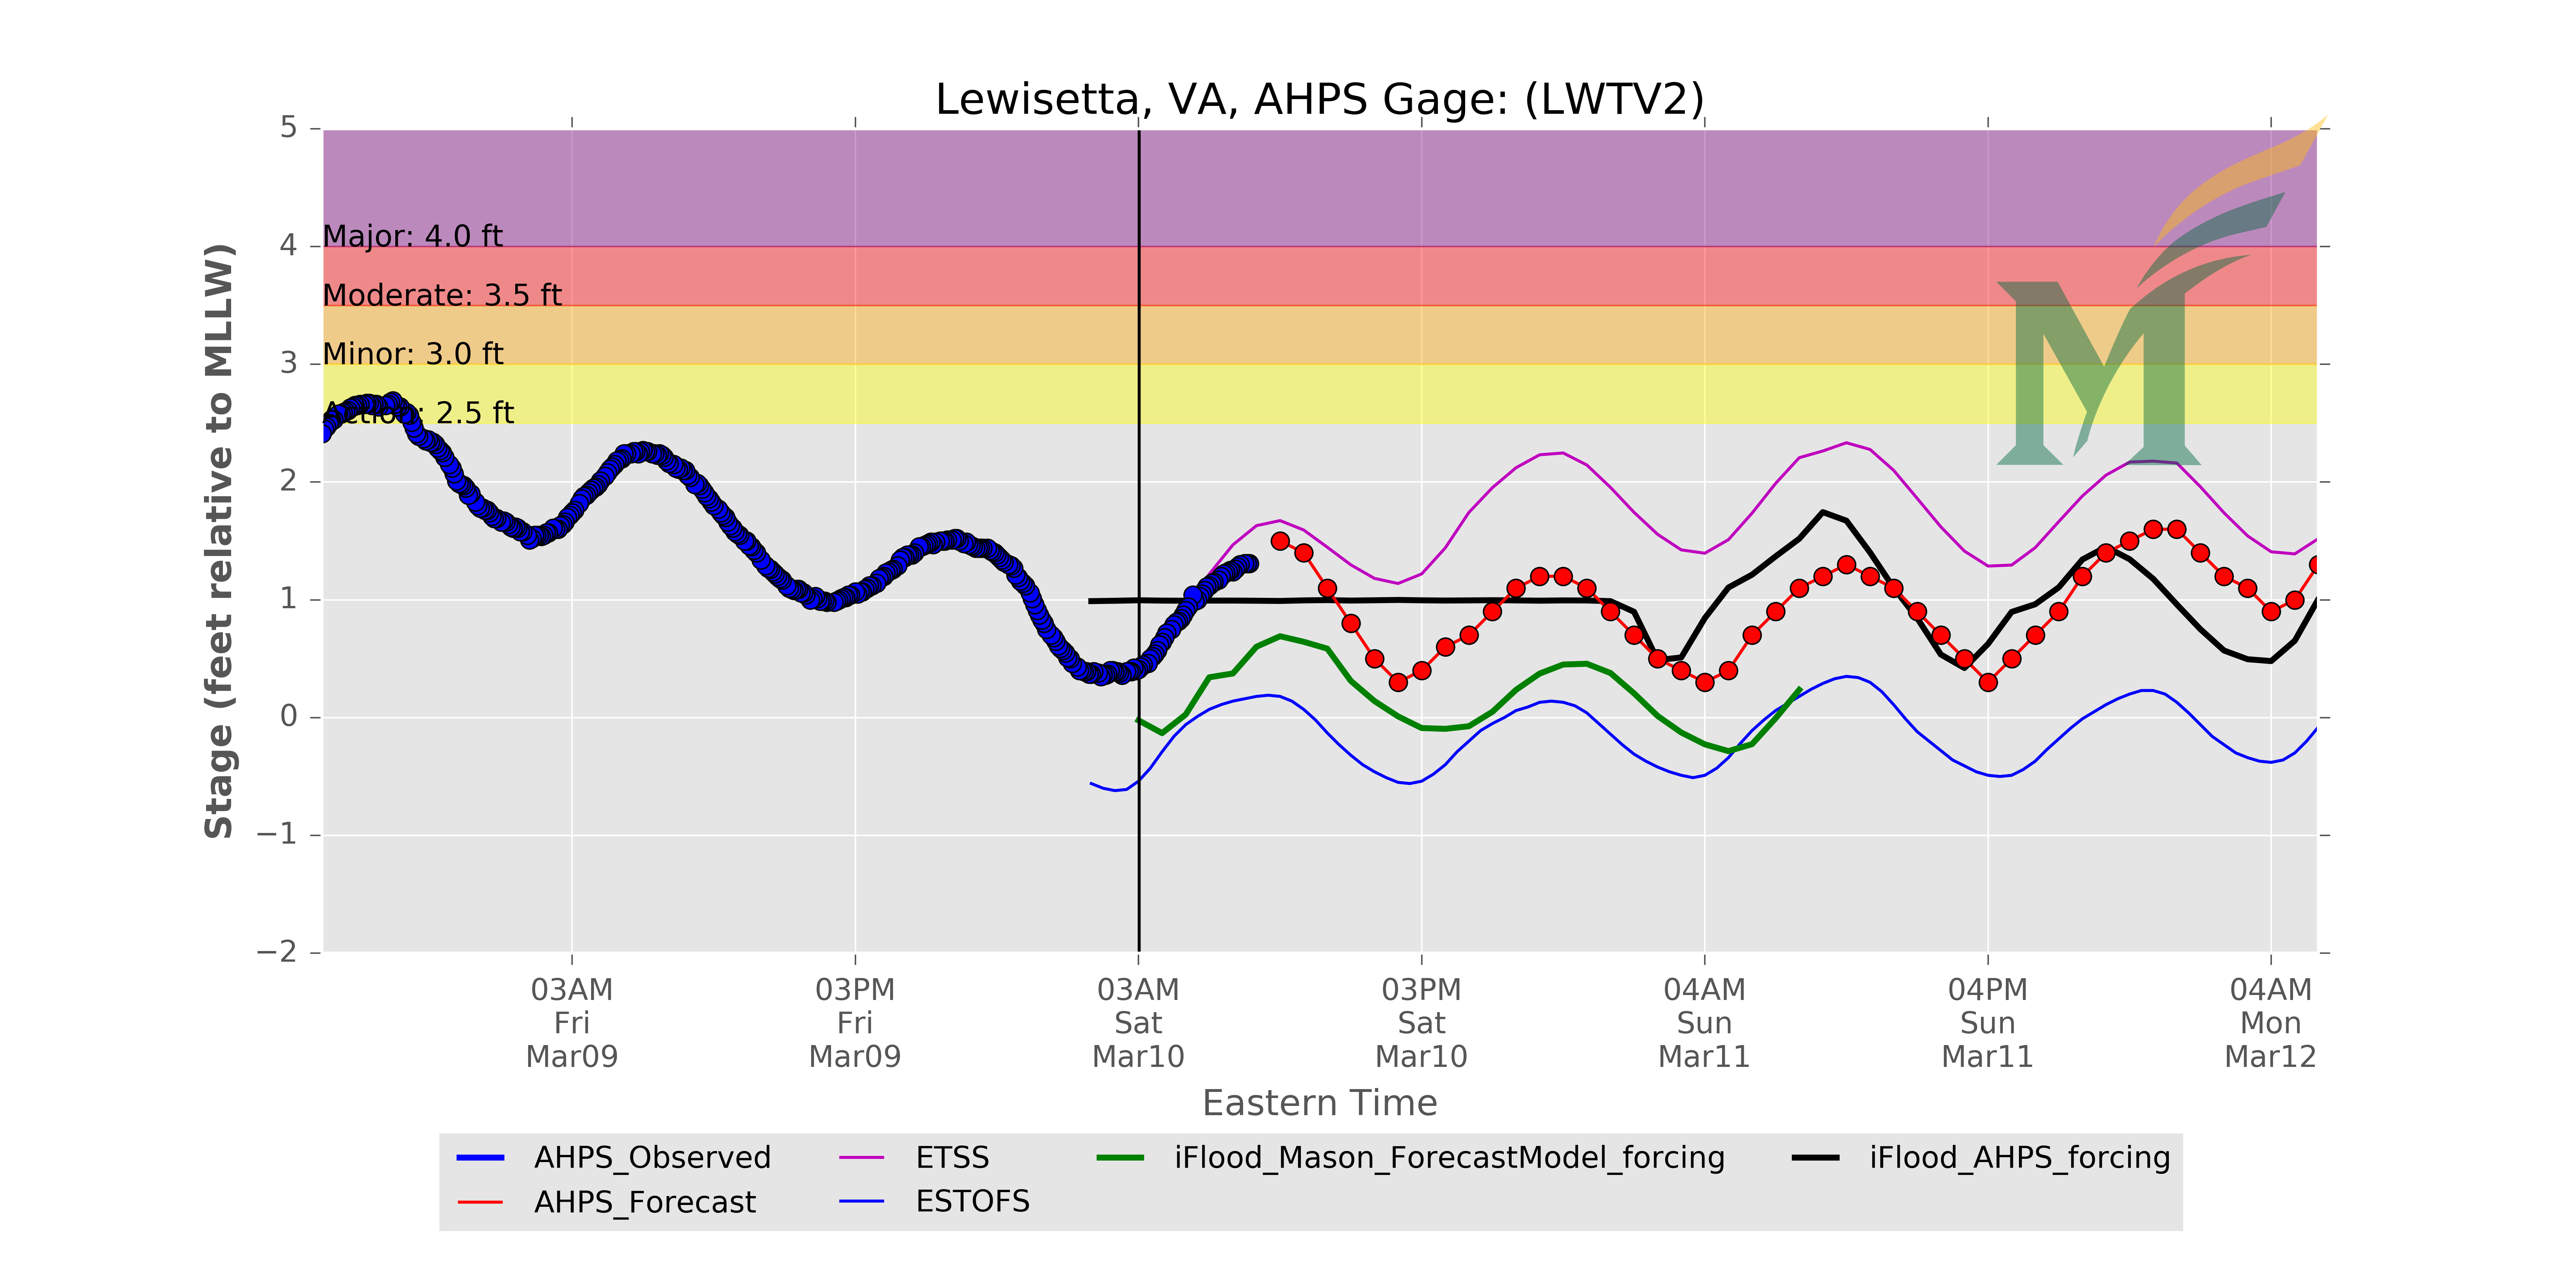 Lewisetta, VA, AHPS Gage: (LWTV2)
Stage (feet relative to MLLW)
5
4
3
2
1
0
−1
−2
Major: 4.0 ft
Moderate: 3.5 ft
Minor: 3.0 ft
Action: 2.5 ft
03AM 03PM 03AM 03PM 04AM 04PM 04AM
Fri Fri Sat Sat Sun Sun Mon
Mar09 Mar09 Mar10 Mar10 Mar11 Mar11 Mar12
Eastern Time
AHPS_Observed ETSS iFlood_Mason_ForecastModel_forcing iFlood_AHPS_forcing
AHPS_Forecast ESTOFS
M